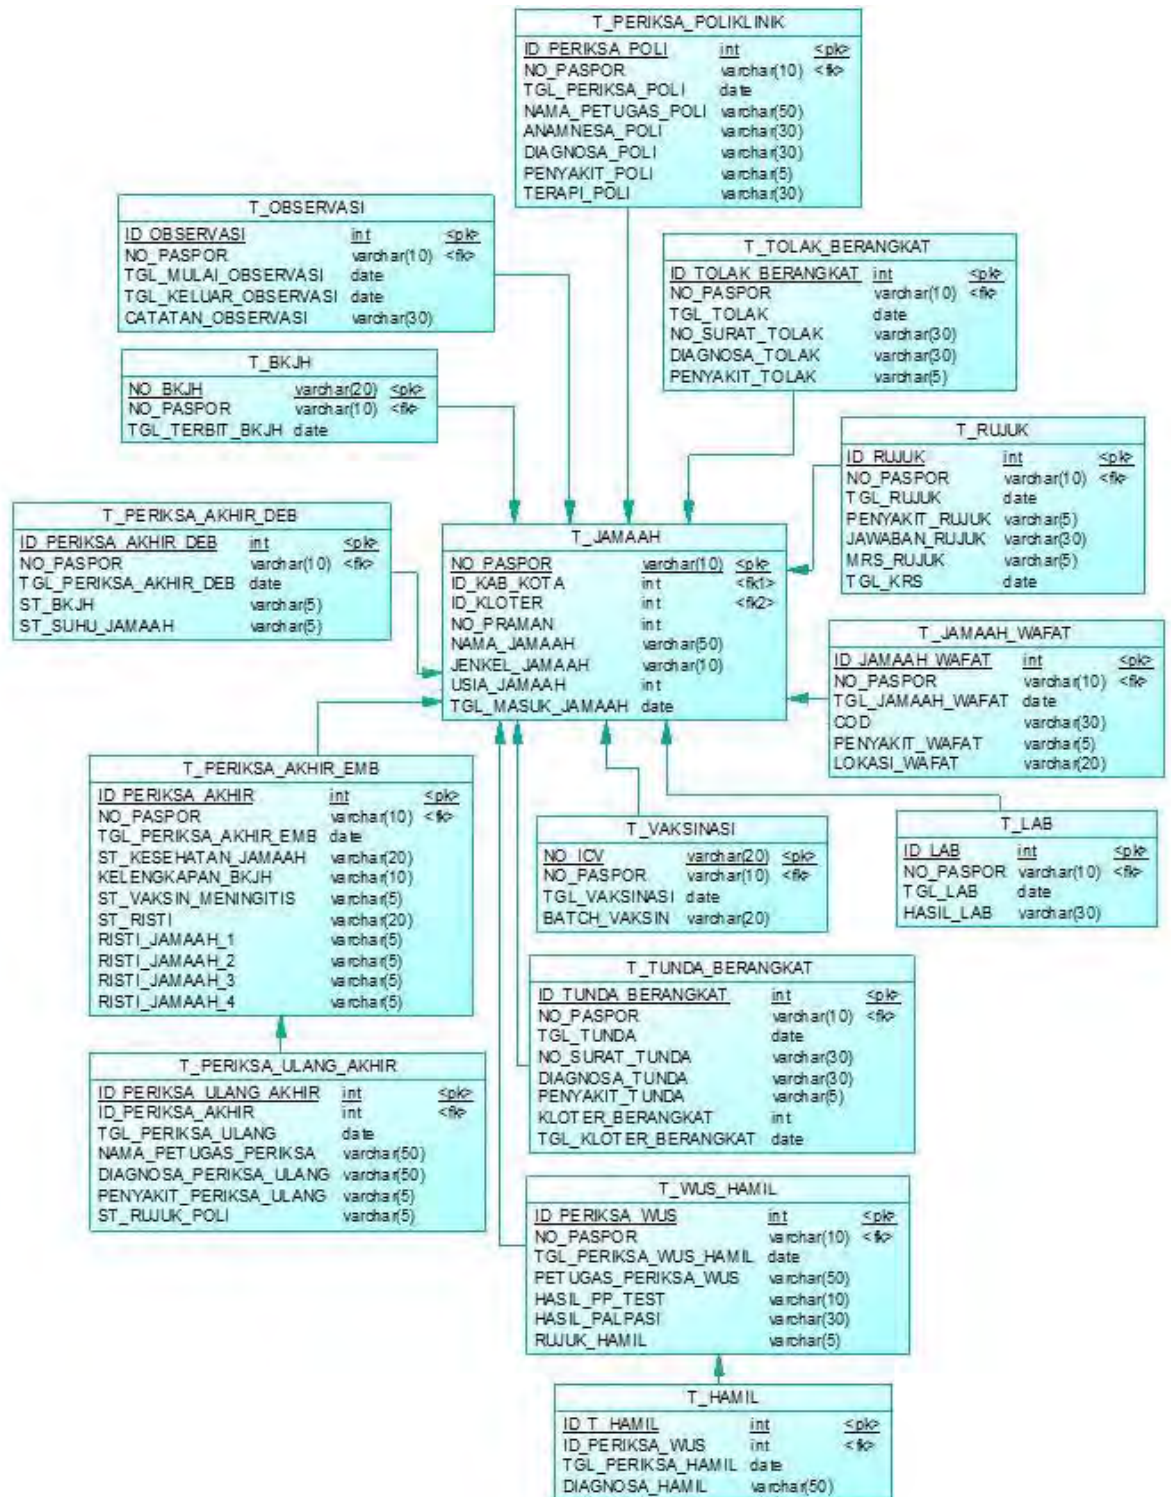 T_PERIKSA_POLIKLINIK
ID_PERIKSA_POLI int <pk>
NO_PASPOR varchar(10) <fk>
TGL_PERIKSA_POLI date
NAMA_PETUGAS_POLI varchar(50)
ANAMNESA_POLI varchar(30)
DIAGNOSA_POLI varchar(30)
PENYAKIT_POLI varchar(5)
TERAPI_POLI varchar(30)
T_OBSERVASI
ID_OBSERVASI int <pk>
NO_PASPOR varchar(10) <fk>
TGL_MULAI_OBSERVASI date
TGL_KELUAR_OBSERVASI date
CATATAN_OBSERVASI varchar(30)
T_TOLAK_BERANGKAT
ID_TOLAK_BERANGKAT int <pk>
NO_PASPOR varchar(10) <fk>
TGL_TOLAK date
NO_SURAT_TOLAK varchar(30)
DIAGNOSA_TOLAK varchar(30)
PENYAKIT_TOLAK varchar(5)
T_BKJH
NO_BKJH varchar(20) <pk>
NO_PASPOR varchar(10) <fk>
TGL_TERBIT_BKJH date
T_RUJUK
ID_RUJUK int <pk>
NO_PASPOR varchar(10) <fk>
TGL_RUJUK date
PENYAKIT_RUJUK varchar(5)
JAWABAN_RUJUK varchar(30)
MRS_RUJUK varchar(5)
TGL_KRS date
T_PERIKSA_AKHIR_DEB
ID_PERIKSA_AKHIR_DEB int <pk>
NO_PASPOR varchar(10) <fk>
TGL_PERIKSA_AKHIR_DEB date
ST_BKJH varchar(5)
ST_SUHU_JAMAAH varchar(5)
T_JAMAAH
NO_PASPOR varchar(10) <pk>
ID_KAB_KOTA int <fk1>
ID_KLOTER int <fk2>
NO_PRAMAN int
NAMA_JAMAAH varchar(50)
JENKEL_JAMAAH varchar(10)
USIA_JAMAAH int
TGL_MASUK_JAMAAH date
T_JAMAAH_WAFAT
ID_JAMAAH_WAFAT int <pk>
NO_PASPOR varchar(10) <fk>
TGL_JAMAAH_WAFAT date
COD varchar(30)
PENYAKIT_WAFAT varchar(5)
LOKASI_WAFAT varchar(20)
T_PERIKSA_AKHIR_EMB
ID_PERIKSA_AKHIR int <pk>
NO_PASPOR varchar(10) <fk>
TGL_PERIKSA_AKHIR_EMB date
ST_KESEHATAN_JAMAAH varchar(20)
KELENGKAPAN_BKJH varchar(10)
ST_VAKSIN_MENINGITIS varchar(5)
ST_RISTI varchar(20)
RISTI_JAMAAH_1 varchar(5)
RISTI_JAMAAH_2 varchar(5)
RISTI_JAMAAH_3 varchar(5)
RISTI_JAMAAH_4 varchar(5)
T_VAKSINASI
NO_ICV varchar(20) <pk>
NO_PASPOR varchar(10) <fk>
TGL_VAKSINASI date
BATCH_VAKSIN varchar(20)
T_LAB
ID_LAB int <pk>
NO_PASPOR varchar(10) <fk>
TGL_LAB date
HASIL_LAB varchar(30)
T_TUNDA_BERANGKAT
ID_TUNDA_BERANGKAT int <pk>
NO_PASPOR varchar(10) <fk>
TGL_TUNDA date
NO_SURAT_TUNDA varchar(30)
DIAGNOSA_TUNDA varchar(30)
PENYAKIT_TUNDA varchar(5)
KLOTER_BERANGKAT int
TGL_KLOTER_BERANGKAT date
T_PERIKSA_ULANG_AKHIR
ID_PERIKSA_ULANG_AKHIR int <pk>
ID_PERIKSA_AKHIR int <fk>
TGL_PERIKSA_ULANG date
NAMA_PETUGAS_PERIKSA varchar(50)
DIAGNOSA_PERIKSA_ULANG varchar(50)
PENYAKIT_PERIKSA_ULANG varchar(5)
ST_RUJUK_POLI varchar(5)
T_WUS_HAMIL
ID_PERIKSA_WUS int <pk>
NO_PASPOR varchar(10) <fk>
TGL_PERIKSA_WUS_HAMIL date
PETUGAS_PERIKSA_WUS varchar(50)
HASIL_PP_TEST varchar(10)
HASIL_PALPASI varchar(30)
RUJUK_HAMIL varchar(5)
T_HAMIL
ID_T_HAMIL int <pk>
ID_PERIKSA_WUS int <fk>
TGL_PERIKSA_HAMIL date
DIAGNOSA_HAMIL varchar(50)